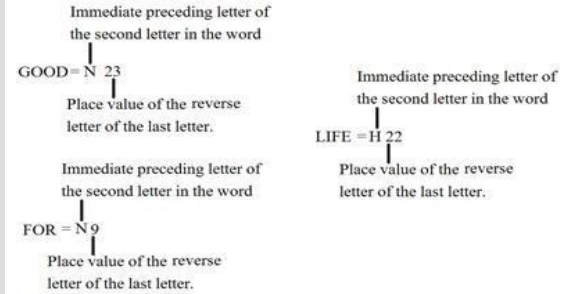 Immediate preceding letter of
the second letter in the word
GOOD=N 23
Place value of the reverse
letter of the last letter.
Immediate preceding letter of
the second letter in the word
FOR = N9
Place value of the reverse
letter of the last letter.
Immediate preceding letter of
the second letter in the word
LIFE =H 22
Place value of the reverse
letter of the last letter.